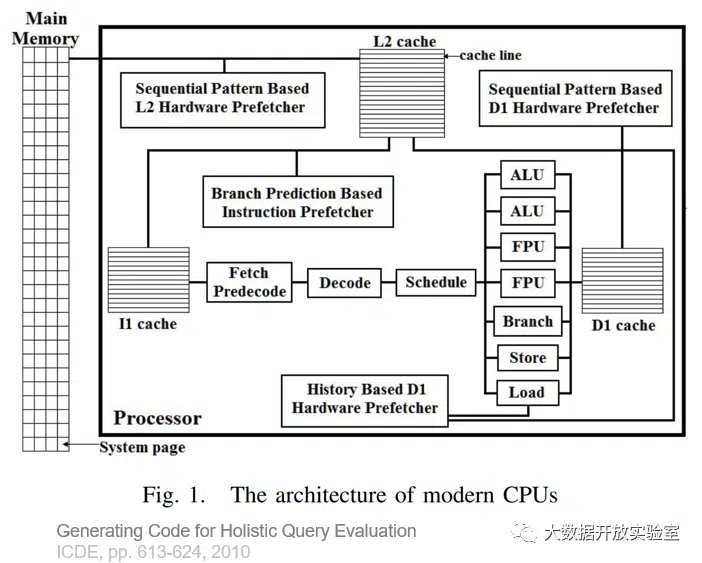 Main
Memory
L2 cache
cache line
Sequential Pattern Based
L2 Hardware Prefetcher
Sequential Pattern Based
D1 Hardware Prefetcher
Branch Prediction Based
Instruction Prefetcher
ALU
ALU
FPU
FPU
Branch
Store
Load
I1 cache
Fetch
Predecode
Decode
Schedule
D1 cache
History Based D1
Hardware Prefetcher
Processor
System page
Fig. 1. The architecture of modern CPUs
Generating Code for Holistic Query Evaluation
ICDE, pp. 613-624, 2010
大数据开放实验室